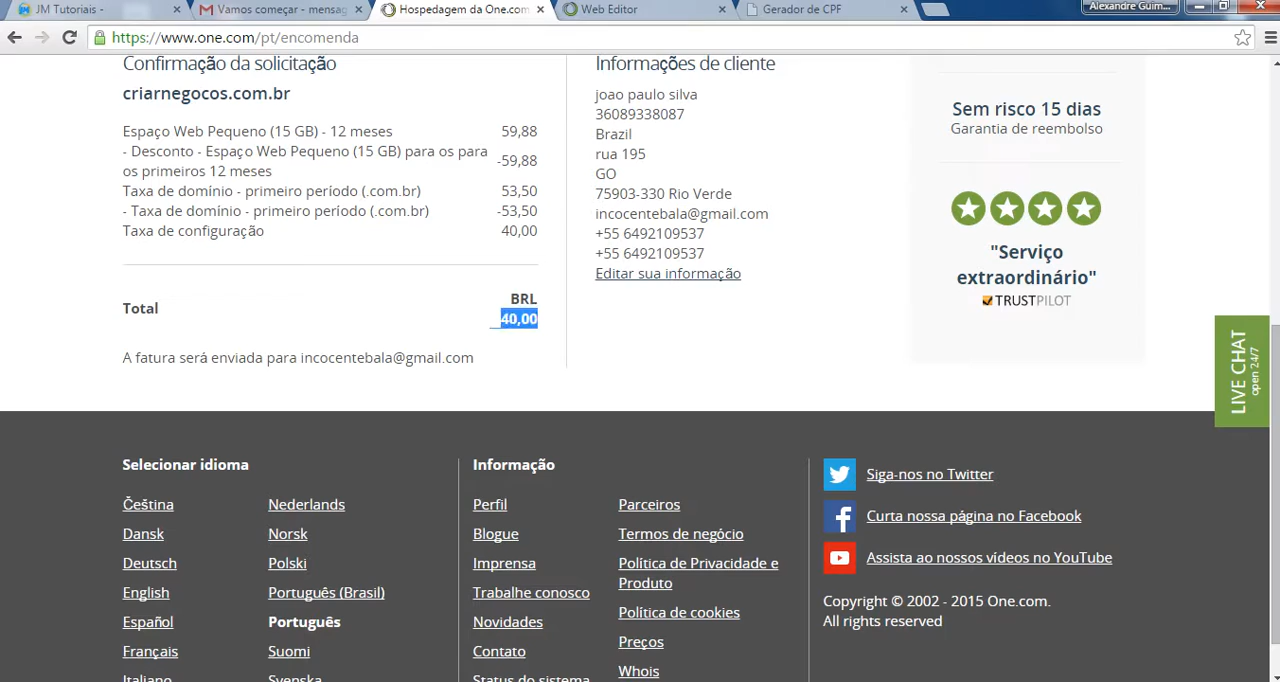 JM Tutoriais -
Vamos começar - mensag
Hospedagem da One.com
Web Editor
Gerador de CPF
Alexandre Guim...
https://www.one.com/pt/encomenda
Confirmação da solicitação
criarnegocos.com.br
Espaço Web Pequeno (15 GB) - 12 meses 59,88
- Desconto - Espaço Web Pequeno (15 GB) para os para
os primeiros 12 meses -59,88
Taxa de domínio - primeiro período (.com.br) 53,50
- Taxa de domínio - primeiro período (.com.br) -53,50
Taxa de configuração 40,00
Total BRL
40,00
A fatura será enviada para incocentebala@gmail.com
Informações de cliente
joao paulo silva
36089338087
Brazil
rua 195
GO
75903-330 Rio Verde
incocentebala@gmail.com
+55 6492109537
+55 6492109537
Editar sua informação
Sem risco 15 dias
Garantia de reembolso
"Serviço
extraordinário"
TRUSTPILOT
LIVE CHAT
open 24/7
Selecionar idioma
Čeština
Dansk
Deutsch
English
Español
Français
Italiano
Nederlands
Norsk
Polski
Português (Brasil)
Português
Suomi
Svenska
Informação
Perfil
Blogue
Imprensa
Trabalhe conosco
Novidades
Contato
Status do sistema
Parceiros
Termos de negócio
Política de Privacidade e
Produto
Política de cookies
Preços
Whois
Siga-nos no Twitter
Curta nossa página no Facebook
Assista ao nossos vídeos no YouTube
Copyright © 2002 - 2015 One.com.
All rights reserved